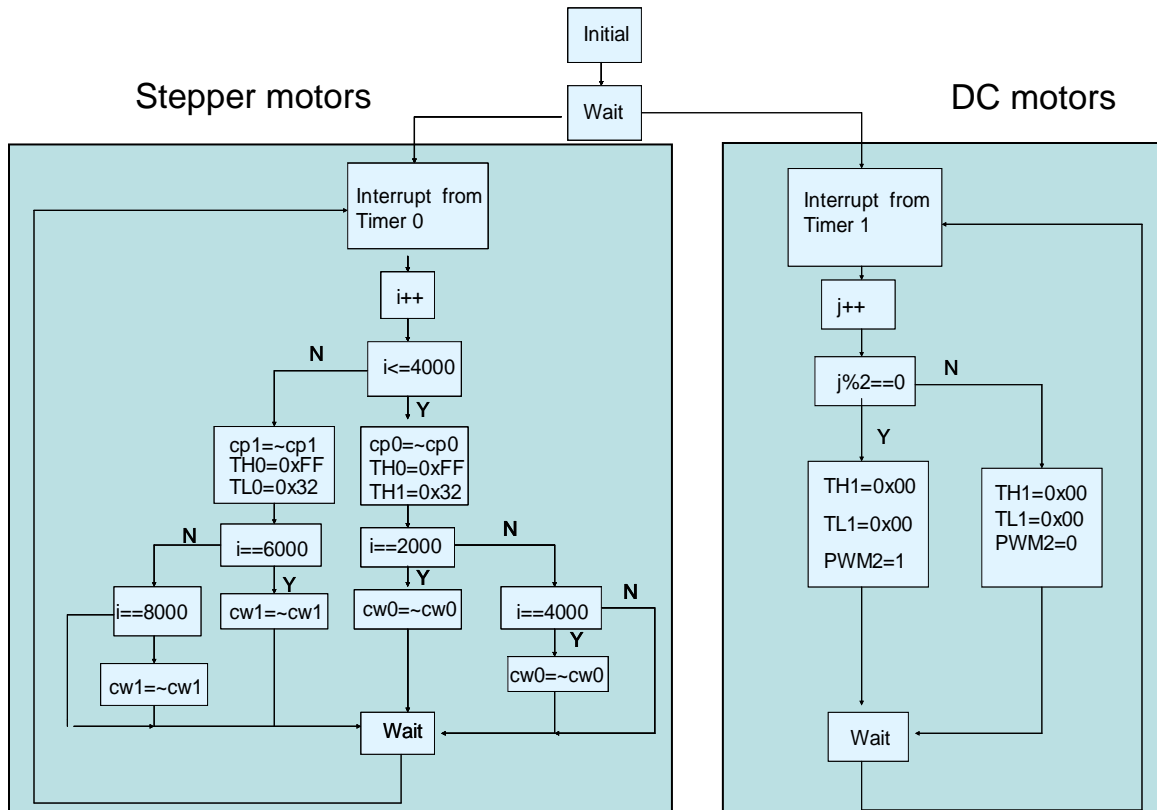 Initial
Wait
Stepper motors
DC motors
Interrupt from
Timer 0
i++
i<=4000
N
Y
cp1=~cp1
TH0=0xFF
TL0=0x32
cp0=~cp0
TH0=0xFF
TH1=0x32
i==6000
N
Y
i==2000
N
Y
i==8000
cw1=~cw1
cw0=~cw0
i==4000
N
Y
cw1=~cw1
cw0=~cw0
Wait
Interrupt from
Timer 1
j++
j%2==0
N
Y
TH1=0x00
TL1=0x00
PWM2=1
TH1=0x00
TL1=0x00
PWM2=0
Wait